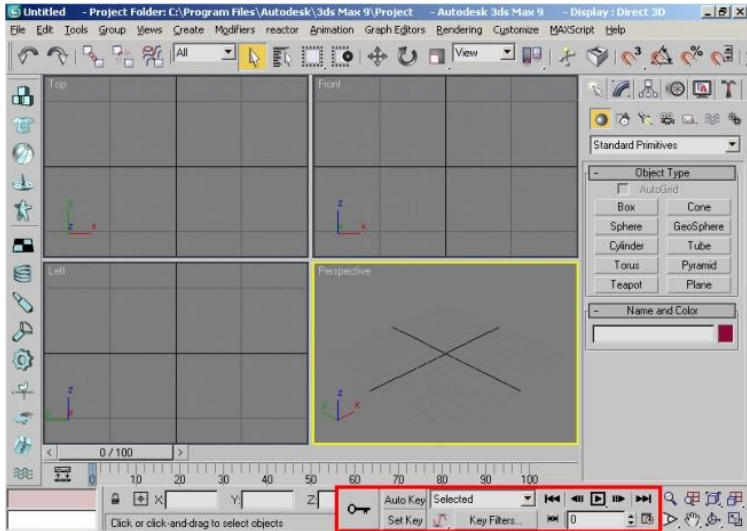 Untitled - Project Folder: C:\Program Files\Autodesk\3ds Max 9\Project - Autodesk 3ds Max 9 - Display : Direct 3D
File Edit Tools Group Views Create Modifiers reactor Animation Graph Editors Rendering Customize MAXScript Help
All
View
Top
Front
Standard Primitives
Object Type
AutoGrid
Box Cone
Sphere GeoSphere
Cylinder Tube
Torus Pyramid
Teapot Plane
Name and Color
y
z x
z
x
Left
Perspective
z
y x
z
y x
0 / 100
0 10 20 30 40 50 60 70 80 90 100
X: Y: Z
Auto Key Selected
Click or click-and-drag to select objects
Set Key Key Filters... 0